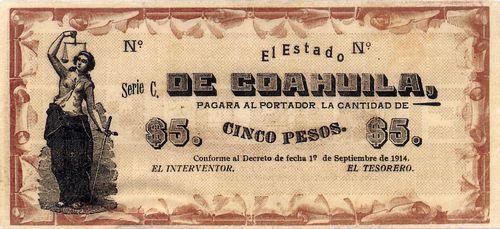 Nº El Estado Nº
Serie C. DE COAHUILA,
PAGARA AL PORTADOR LA CANTIDAD DE
$5. CINCO PESOS. $5.
Conforme al Decreto de fecha 1º de Septiembre de 1914.
EL INTERVENTOR. EL TESORERO.